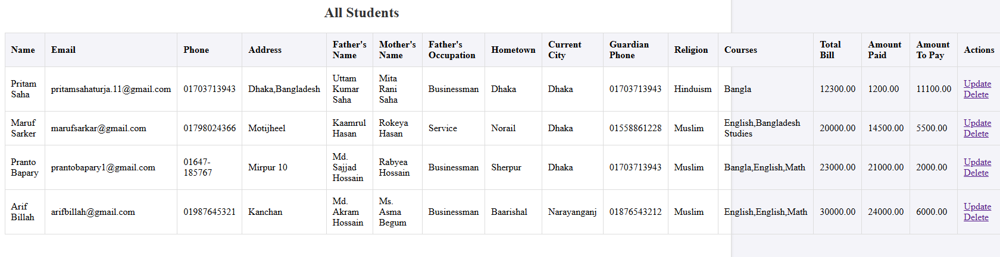 All Students
Name Email Phone Address Father's Name Mother's Name Father's Occupation Hometown Current City Guardian Phone Religion Courses Total Bill Amount Paid Amount To Pay Actions
Pritam Saha pritamsahaturja.11@gmail.com 01703713943 Dhaka,Bangladesh Uttam Kumar Saha Mita Rani Saha Businessman Dhaka Dhaka 01703713943 Hinduism Bangla 12300.00 1200.00 11100.00 Update Delete
Maruf Sarker marufsarkar@gmail.com 01798024366 Motijheel Kaamrul Hasan Rokeya Hasan Service Norail Dhaka 01558861228 Muslim English,Bangladesh Studies 20000.00 14500.00 5500.00 Update Delete
Pranto Bapary prantobapary1@gmail.com 01647-185767 Mirpur 10 Md. Sajjad Hossain Rabyea Hossain Businessman Sherpur Dhaka 01703713943 Muslim Bangla,English,Math 23000.00 21000.00 2000.00 Update Delete
Arif Billah arifbillah@gmail.com 01987645321 Kanchan Md. Akram Hossain Ms. Asma Begum Businessman Baarishal Narayanganj 01876543212 Muslim English,English,Math 30000.00 24000.00 6000.00 Update Delete